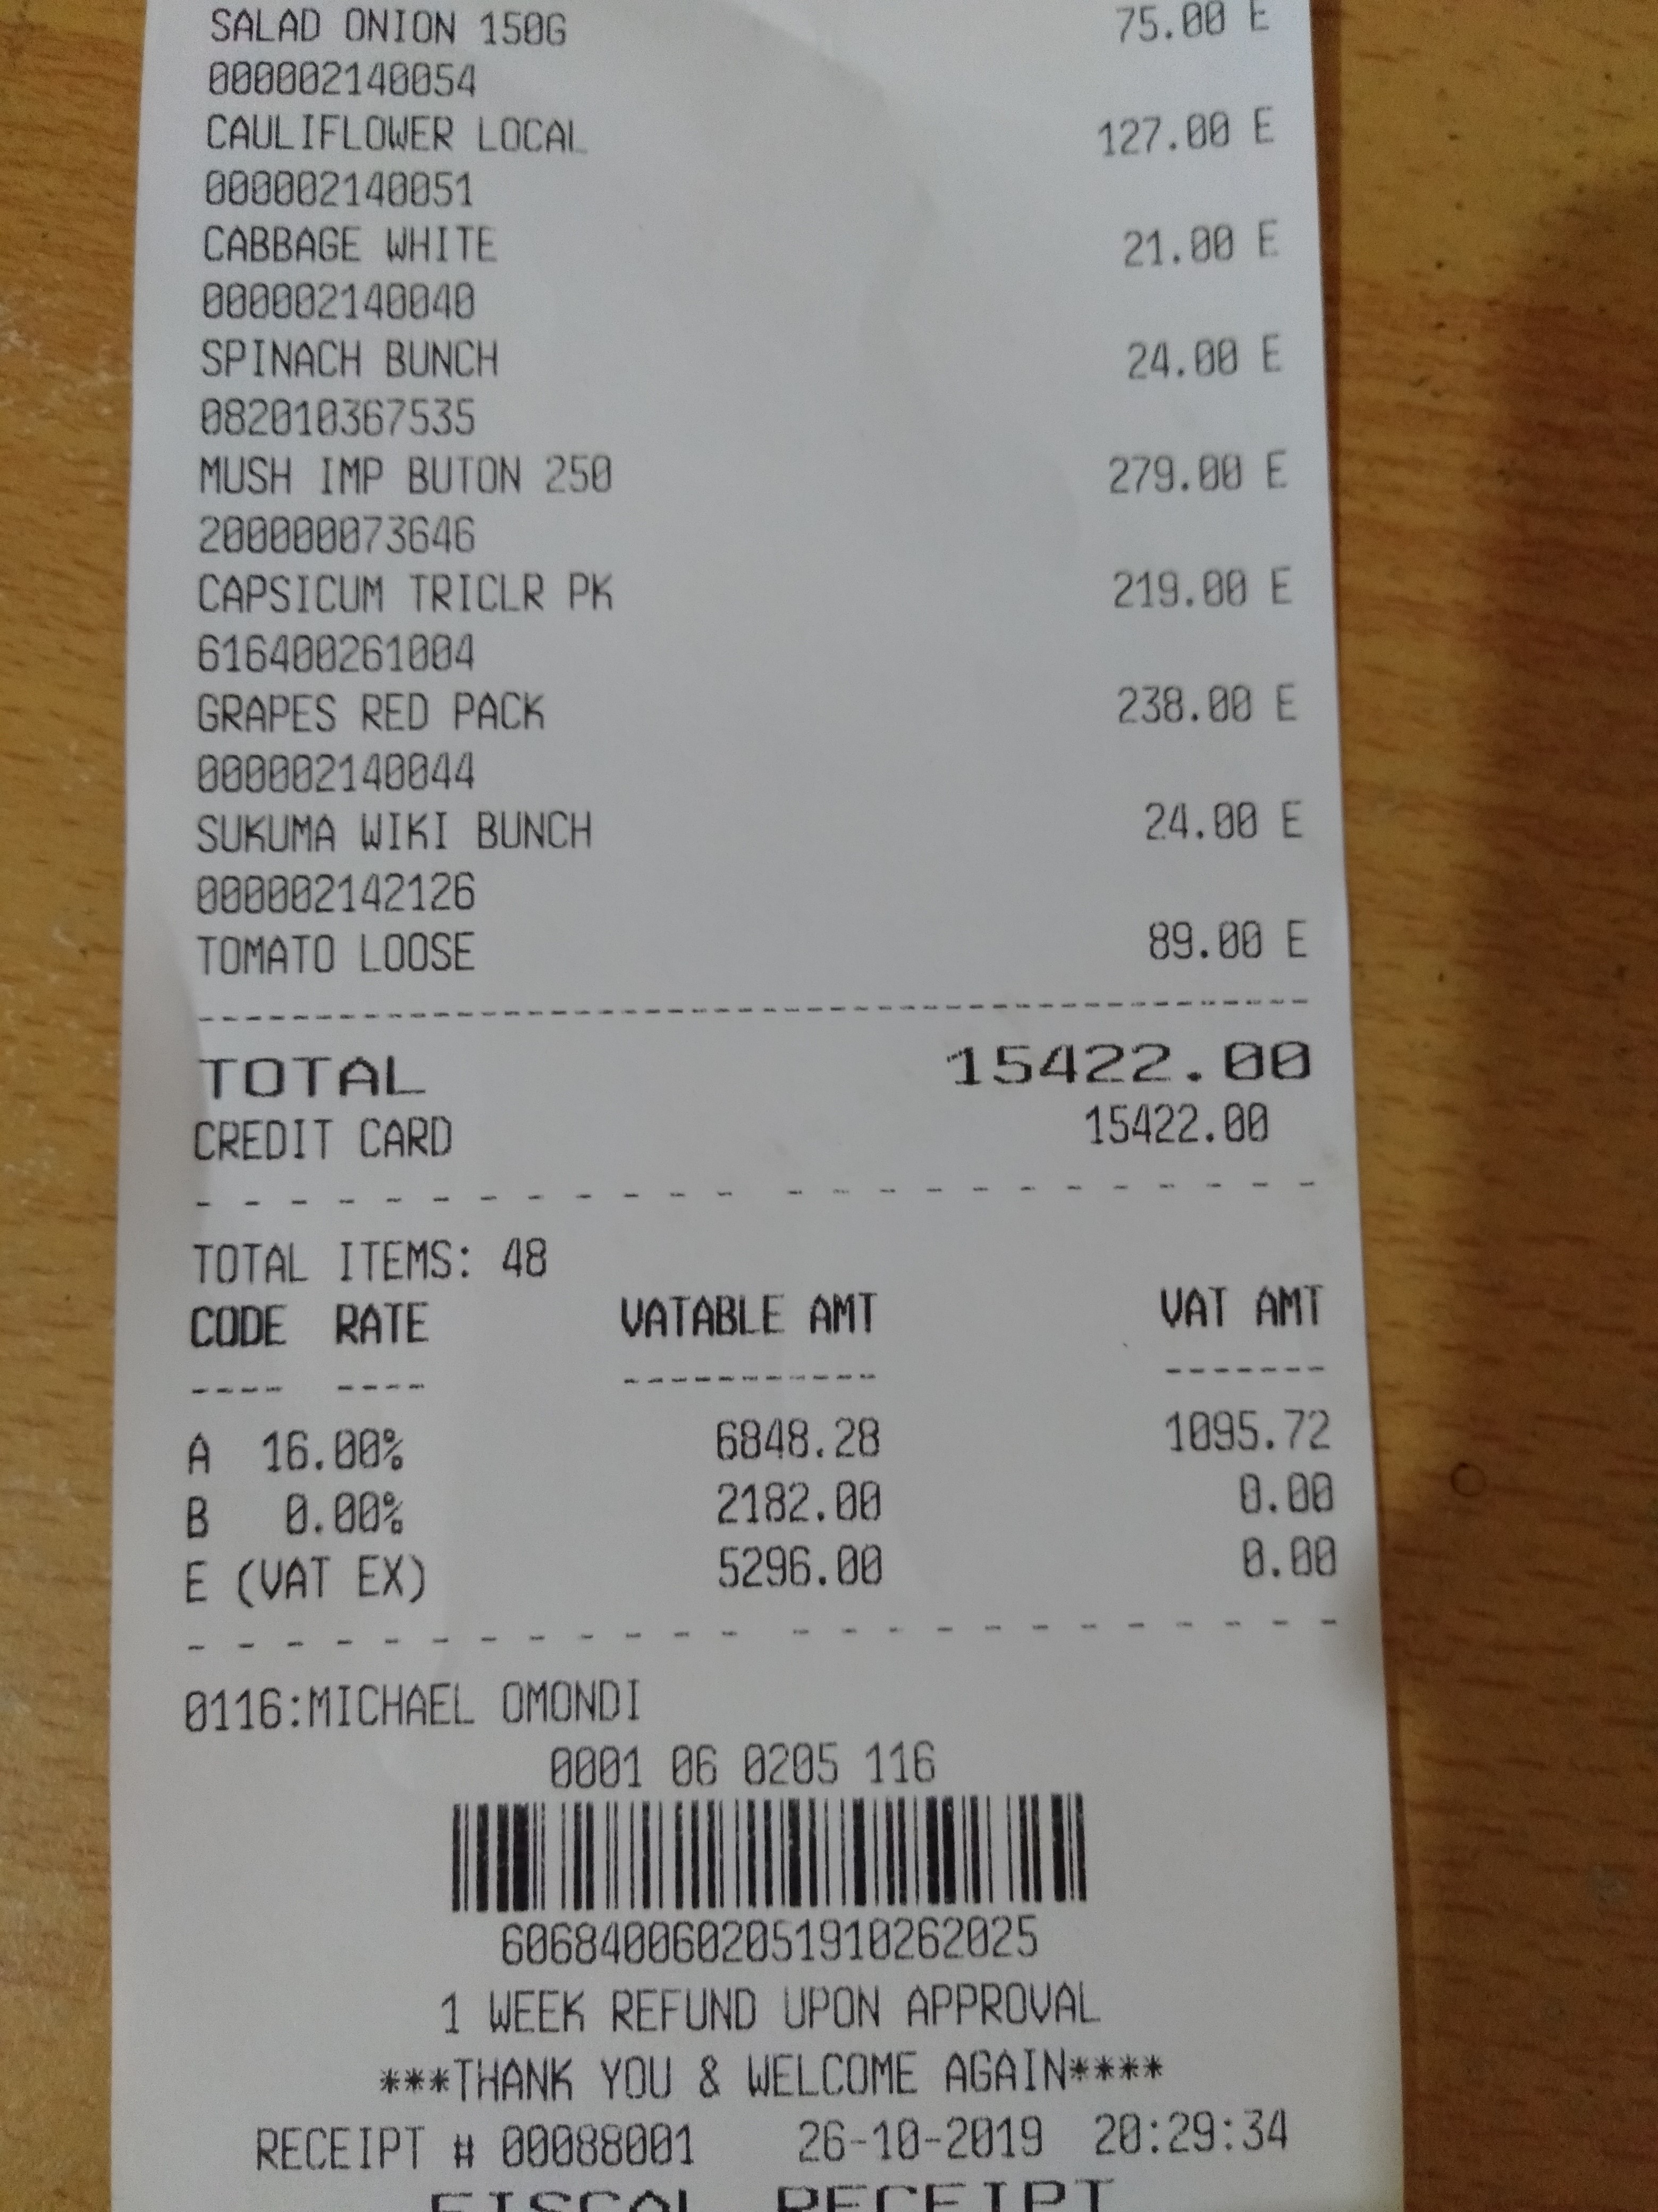 SALAD ONION 150G 75.00 E
000002140054
CAULIFLOWER LOCAL 127.00 E
000002140051
CABBAGE WHITE 21.00 E
000002140040
SPINACH BUNCH 24.00 E
082010367535
MUSH IMP BUTON 250 279.00 E
200000073646
CAPSICUM TRICLR PK 219.00 E
616400261004
GRAPES RED PACK 238.00 E
000002140044
SUKUMA WIKI BUNCH 24.00 E
000002142126
TOMATO LOOSE 89.00 E
TOTAL 15422.00
CREDIT CARD 15422.00
TOTAL ITEMS: 48
CODE RATE VATABLE AMT VAT AMT
A 16.00% 6848.28 1095.72
B 0.00% 2182.00 0.00
E (VAT EX) 5296.00 0.00
0116:MICHAEL OMONDI
0001 06 0205 116
6068400602051910262025
1 WEEK REFUND UPON APPROVAL
***THANK YOU & WELCOME AGAIN****
RECEIPT # 00088001 26-10-2019 20:29:34
FISCAL RECEIPT